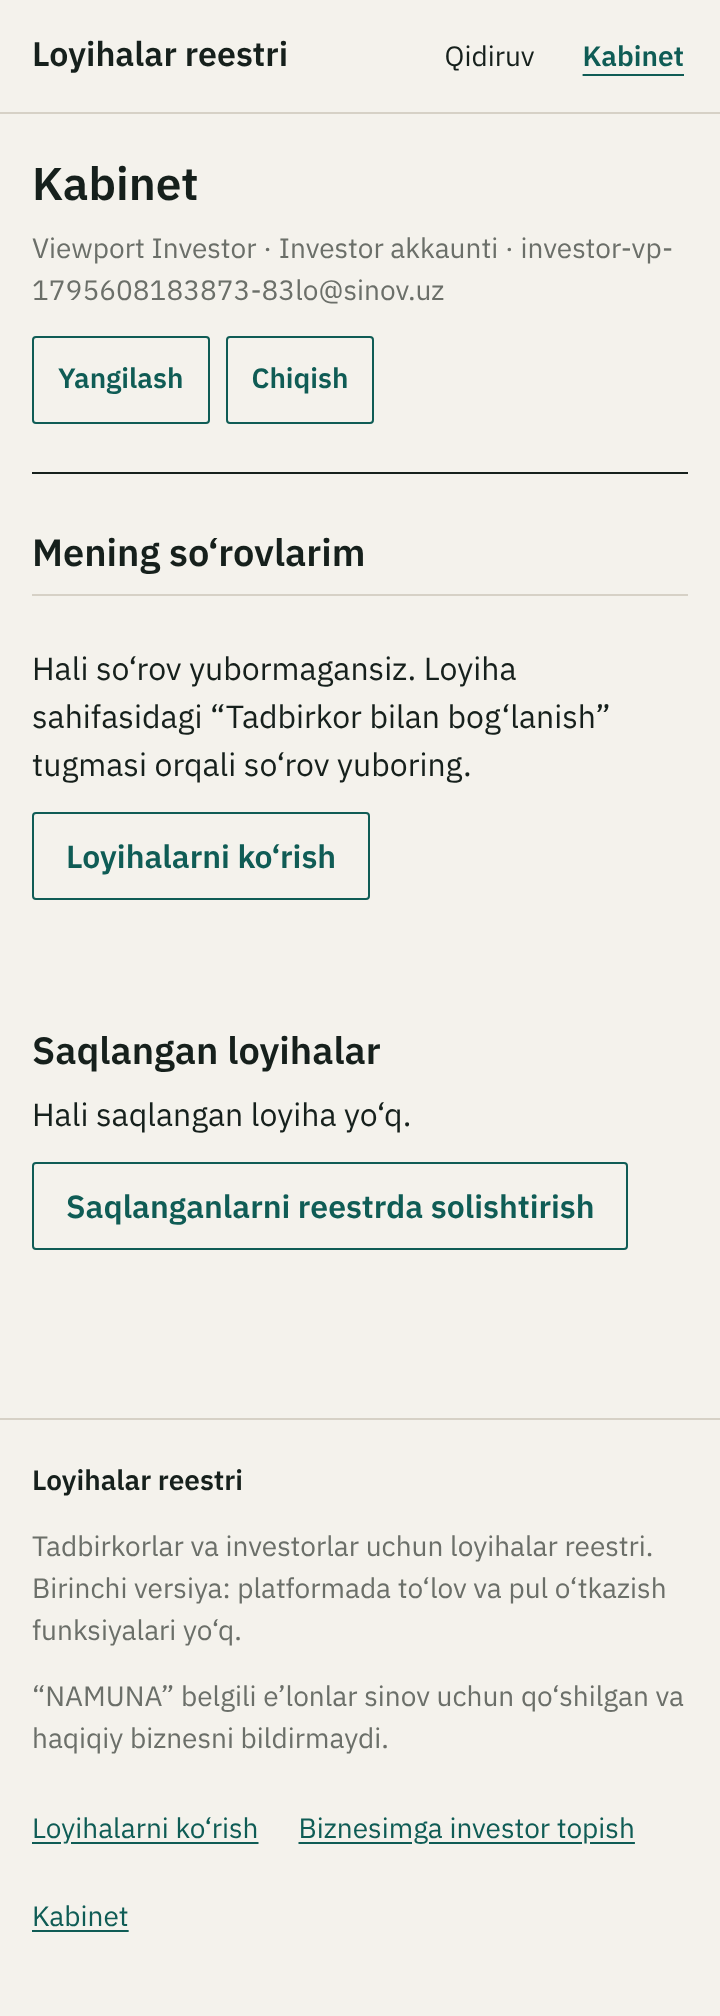 Loyihalar reestri
Qidiruv
Kabinet
Kabinet
Viewport Investor · Investor akkaunti · investor-vp-
1795608183873-83lo@sinov.uz
Yangilash
Chiqish
Mening so‘rovlarim
Hali so‘rov yubormagansiz. Loyiha
sahifasidagi “Tadbirkor bilan bog‘lanish”
tugmasi orqali so‘rov yuboring.
Loyihalarni ko‘rish
Saqlangan loyihalar
Hali saqlangan loyiha yo‘q.
Saqlanganlarni reestrda solishtirish
Loyihalar reestri
Tadbirkorlar va investorlar uchun loyihalar reestri.
Birinchi versiya: platformada to‘lov va pul o‘tkazish
funksiyalari yo‘q.
“NAMUNA” belgili e’lonlar sinov uchun qo‘shilgan va
haqiqiy biznesni bildirmaydi.
Loyihalarni ko‘rish
Biznesimga investor topish
Kabinet